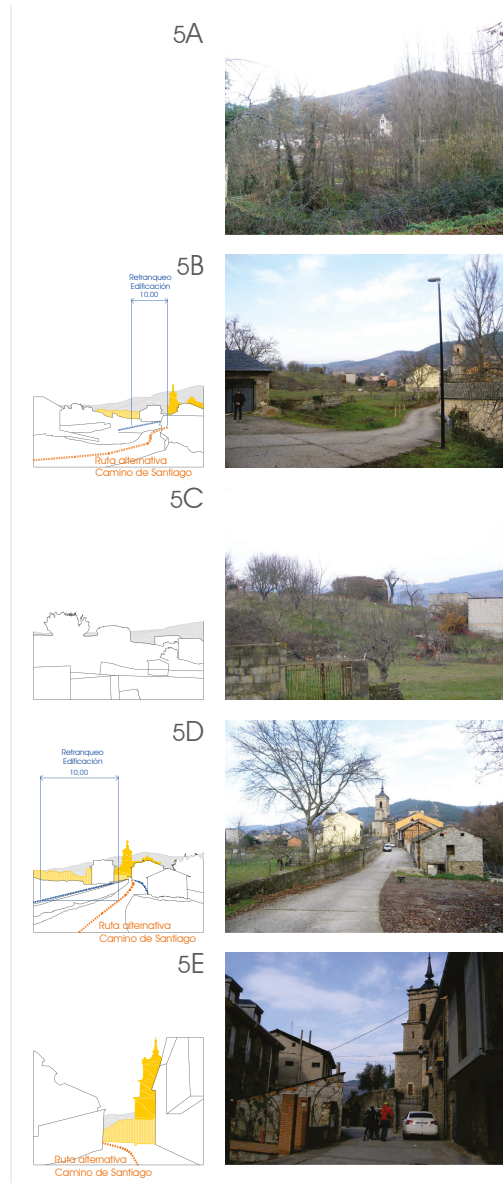 5A
5B
Retranqueo
Edificación
10,00
Ruta alternativa
Camino de Santiago
5C
5D
Retranqueo
Edificación
10,00
Ruta alternativa
Camino de Santiago
5E
Ruta alternativa
Camino de Santiago